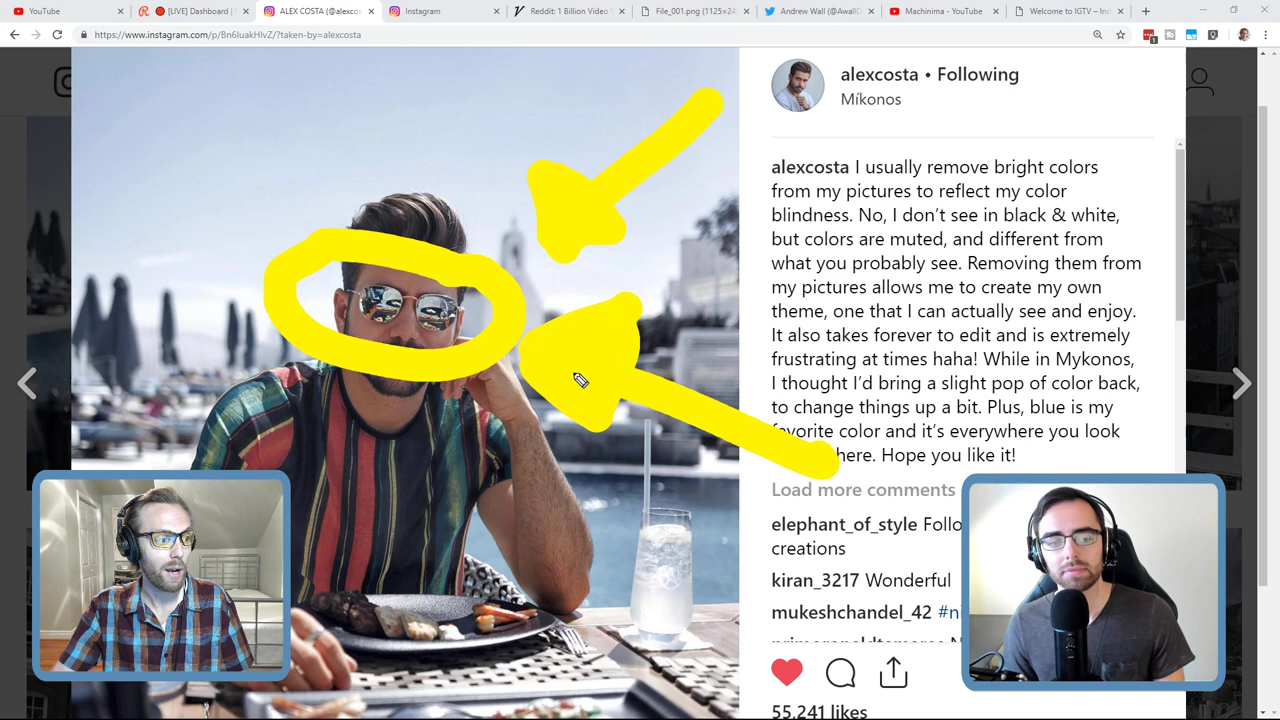 YouTube
[LIVE] Dashboard
ALEX COSTA (@alexcos
Instagram
Reddit: 1 Billion Video
File_001.png (1125×24
Andrew Wall (@AwallD
Machinima - YouTube
Welcome to IGTV – Ins
https://www.instagram.com/p/Bn6IuakHIvZ/?taken-by=alexcosta
1
alexcosta • Following
Míkonos
alexcosta I usually remove bright colors
from my pictures to reflect my color
blindness. No, I don't see in black & white,
but colors are muted, and different from
what you probably see. Removing them from
my pictures allows me to create my own
theme, one that I can actually see and enjoy.
It also takes forever to edit and is extremely
frustrating at times haha! While in Mykonos,
I thought I'd bring a slight pop of color back,
to change things up a bit. Plus, blue is my
favorite color and it's everywhere you look
here. Hope you like it!
Load more comments
elephant_of_style Follo
creations
kiran_3217 Wonderful
mukeshchandel_42 #n
55,241 likes